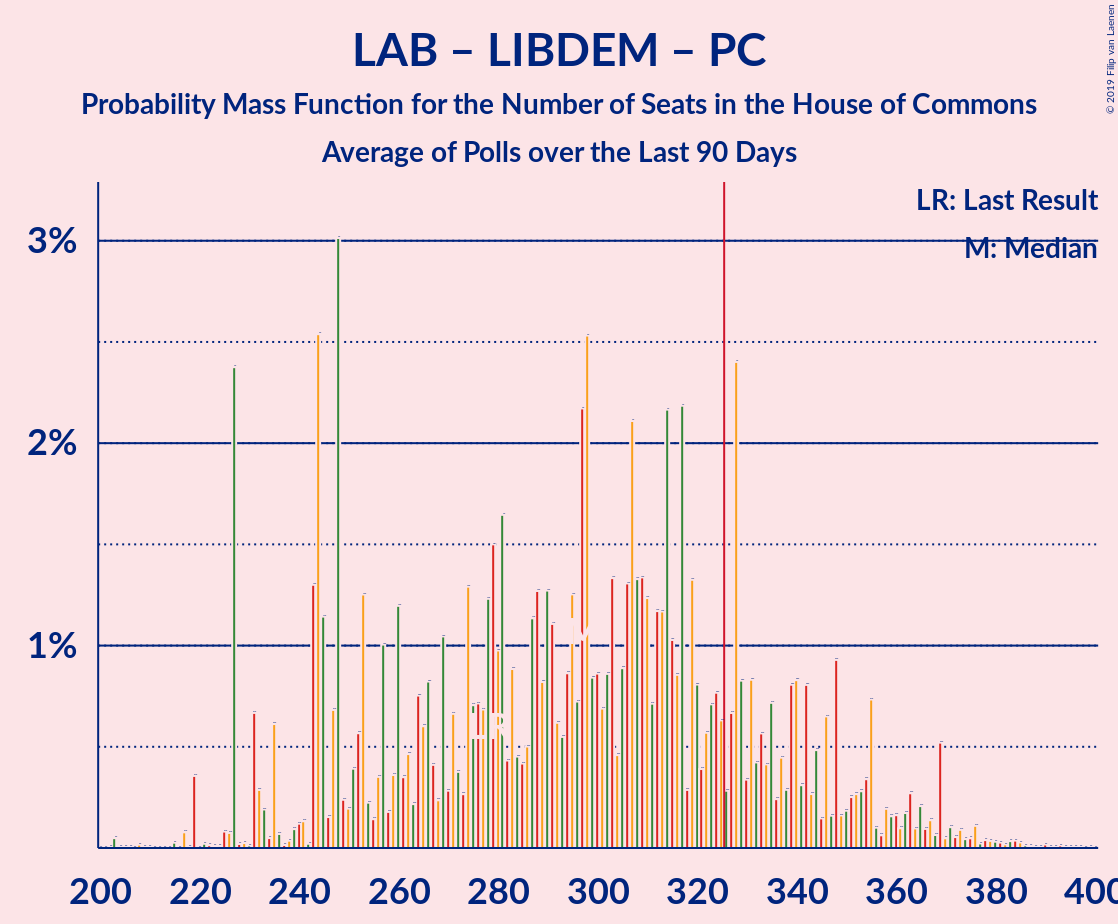 LAB – LIBDEM – PC
Probability Mass Function for the Number of Seats in the House of Commons
Average of Polls over the Last 90 Days
© 2019 Filip van Laenen
LR: Last Result
M: Median
3%
2%
1%
LR
M
200 220 240 260 280 300 320 340 360 380 400